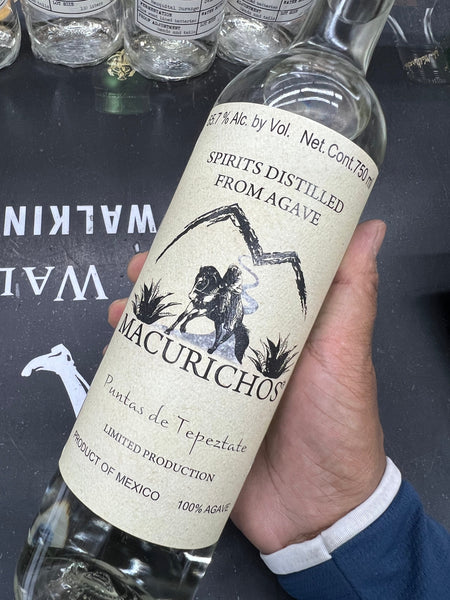 5.7% Alc. by Vol. Net. Cont. 750 ml
SPIRITS DISTILLED
FROM AGAVE
MACURICHOS
Puntas de Tepeztate
LIMITED PRODUCTION
PRODUCT OF MEXICO 100% AGAVE
WALKIN
WAL